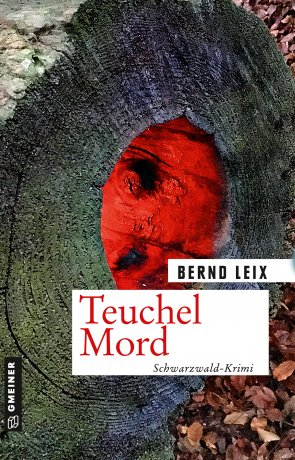 BERND LEIX
Teuchel
Mord
Schwarzwald-Krimi
GMEINER